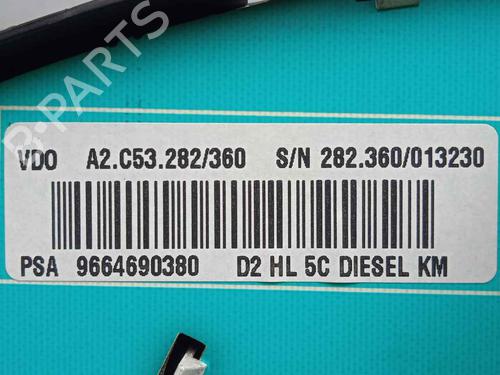 B-PARTS
VDO A2.C53.282/360 S/N 282.360/013230
PSA 9664690380 D2 HL 5C DIESEL KM